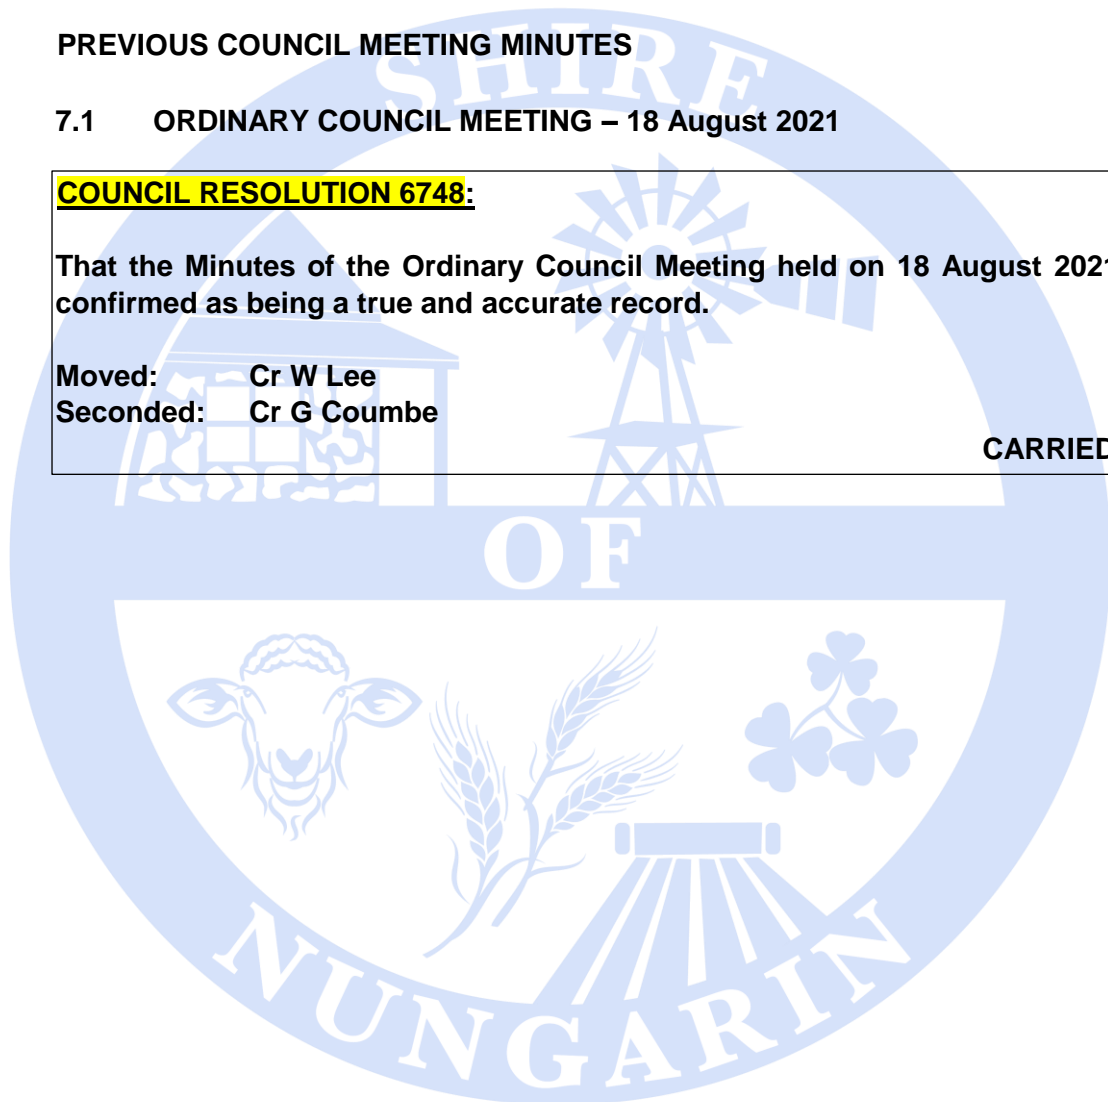 PREVIOUS COUNCIL MEETING MINUTES
7.1 ORDINARY COUNCIL MEETING – 18 August 2021
COUNCIL RESOLUTION 6748:
That the Minutes of the Ordinary Council Meeting held on 18 August 2021
confirmed as being a true and accurate record.
Moved: Cr W Lee
Seconded: Cr G Coumbe
CARRIED
SHIRE
OF
NUNGARIN